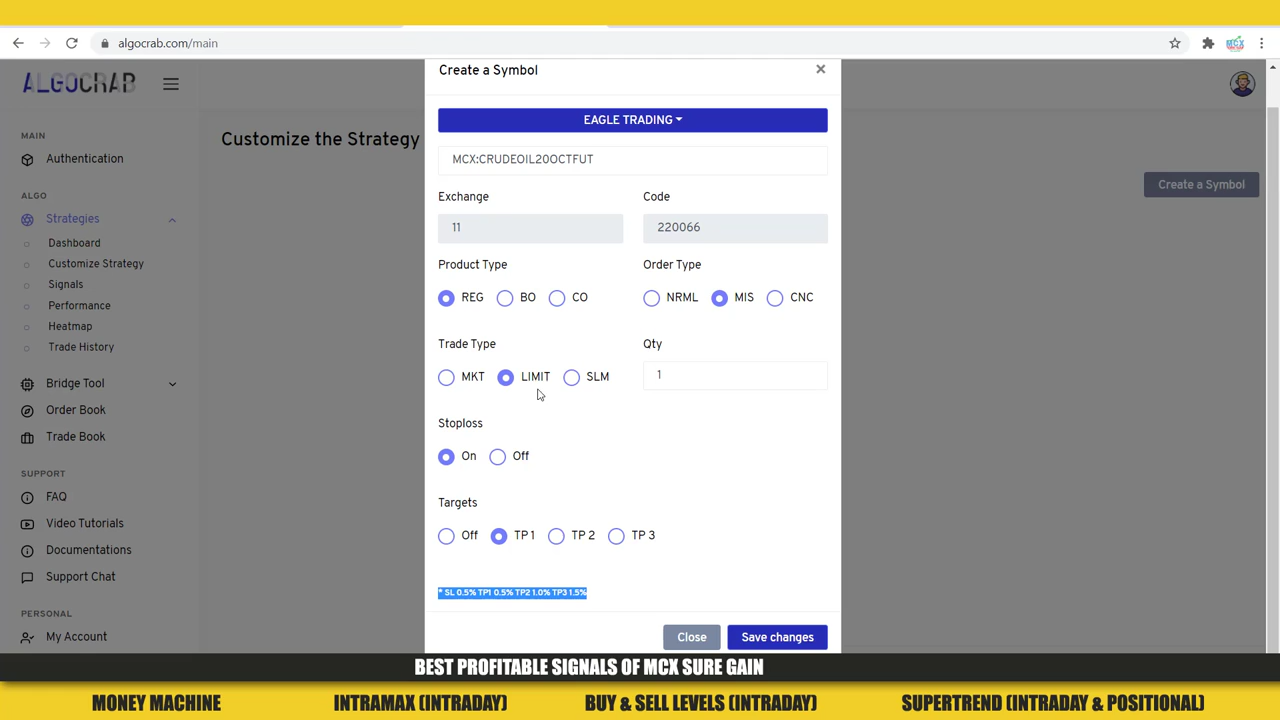 algocrab.com/main
MCX
ALGOCRAB
MAIN
Authentication
ALGO
Strategies
Dashboard
Customize Strategy
Signals
Performance
Heatmap
Trade History
Bridge Tool
Order Book
Trade Book
SUPPORT
FAQ
Video Tutorials
Documentations
Support Chat
PERSONAL
My Account
Customize the Strategy
Create a Symbol
Create a Symbol
×
EAGLE TRADING
MCX:CRUDEOIL20OCTFUT
Exchange Code
11 220066
Product Type Order Type
REG BO CO NRML MIS CNC
Trade Type Qty
MKT LIMIT SLM 1
Stoploss
On Off
Targets
Off TP 1 TP 2 TP 3
* SL 0.5% TP1 0.5% TP2 1.0% TP3 1.5%
Close Save changes
BEST PROFITABLE SIGNALS OF MCX SURE GAIN
MONEY MACHINE INTRAMAX (INTRADAY) BUY & SELL LEVELS (INTRADAY) SUPERTREND (INTRADAY & POSITIONAL)